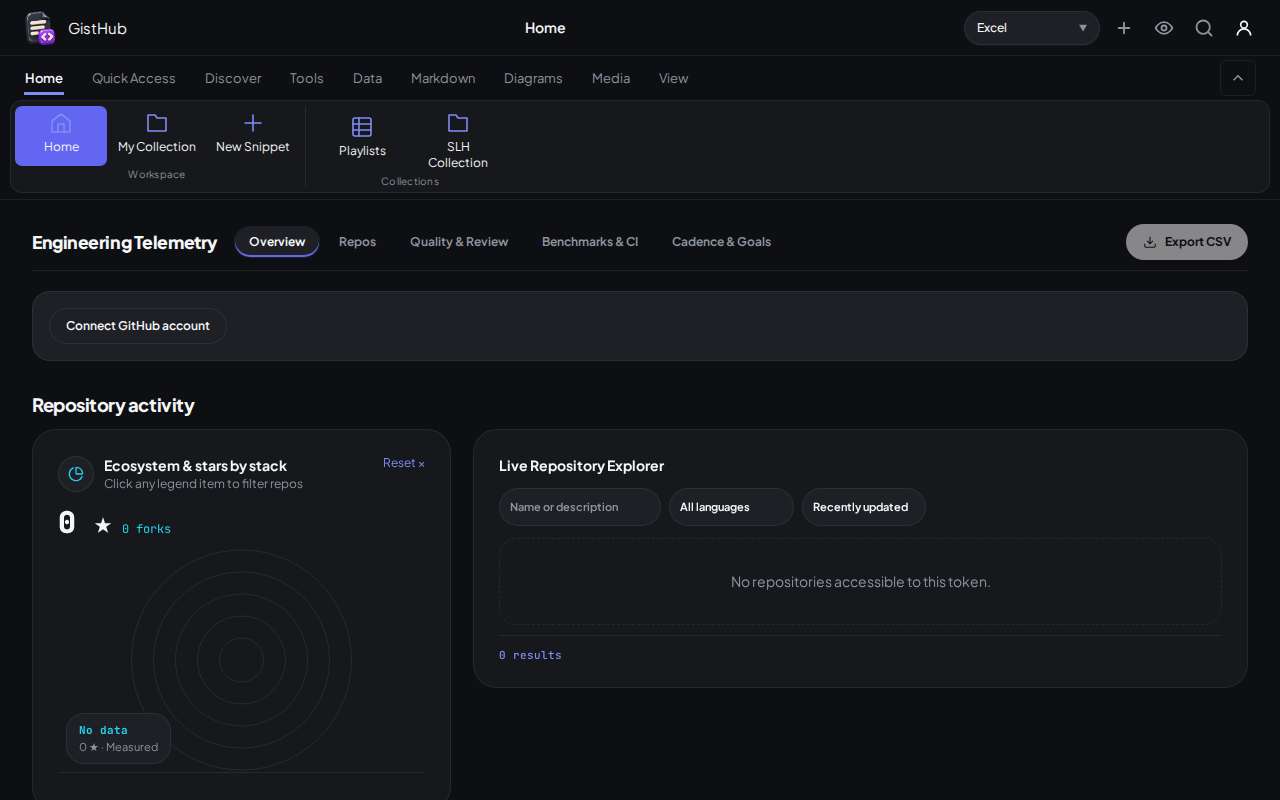 GistHub
Home
Excel
Home
Quick Access
Discover
Tools
Data
Markdown
Diagrams
Media
View
Home
My Collection
New Snippet
Workspace
Playlists
SLH
Collection
Collections
Engineering Telemetry
Overview
Repos
Quality & Review
Benchmarks & CI
Cadence & Goals
Export CSV
Connect GitHub account
Repository activity
Ecosystem & stars by stack
Click any legend item to filter repos
Reset ×
0 ★ 0 forks
No data
0 ★ · Measured
Live Repository Explorer
Name or description
All languages
Recently updated
No repositories accessible to this token.
0 results